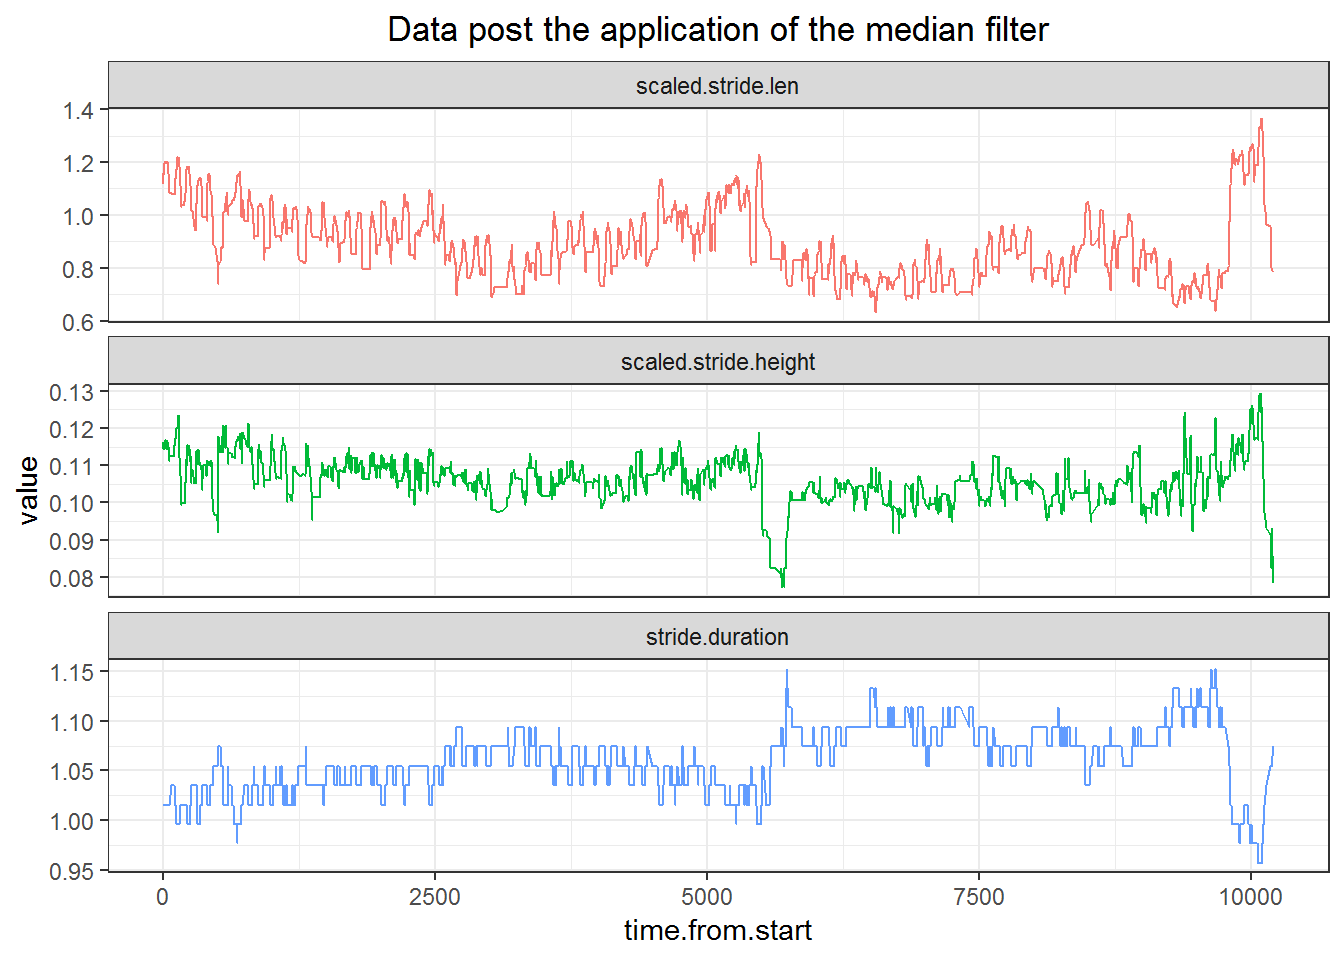 Data post the application of the median filter
scaled.stride.len
1.4
1.2
1.0
0.8
0.6
scaled.stride.height
0.13
0.12
0.11
0.10
0.09
0.08
value
stride.duration
1.15
1.10
1.05
1.00
0.95
0 2500 5000 7500 10000
time.from.start